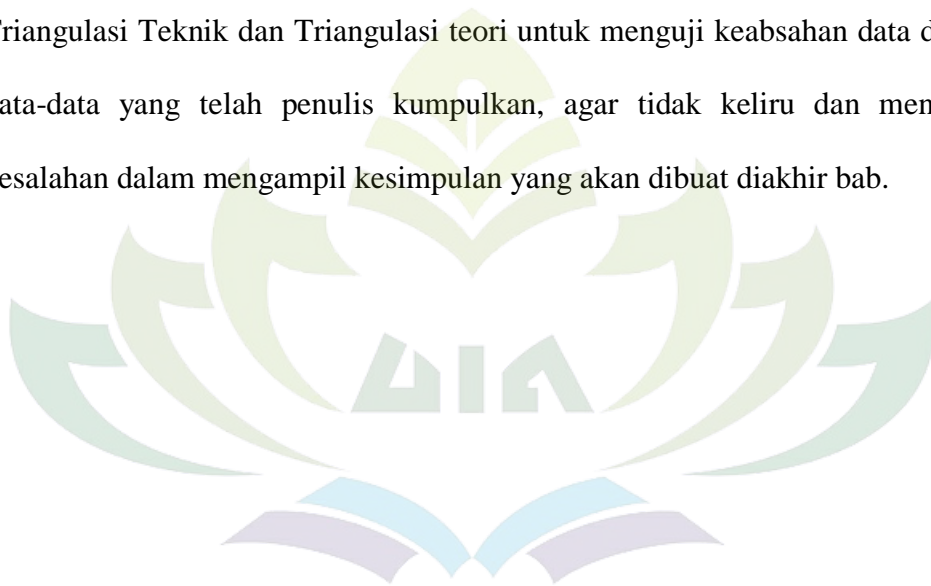 Triangulasi Teknik dan Triangulasi teori untuk menguji keabsahan data d
ata-data yang telah penulis kumpulkan, agar tidak keliru dan men
esalahan dalam mengampil kesimpulan yang akan dibuat diakhir bab.
UIN